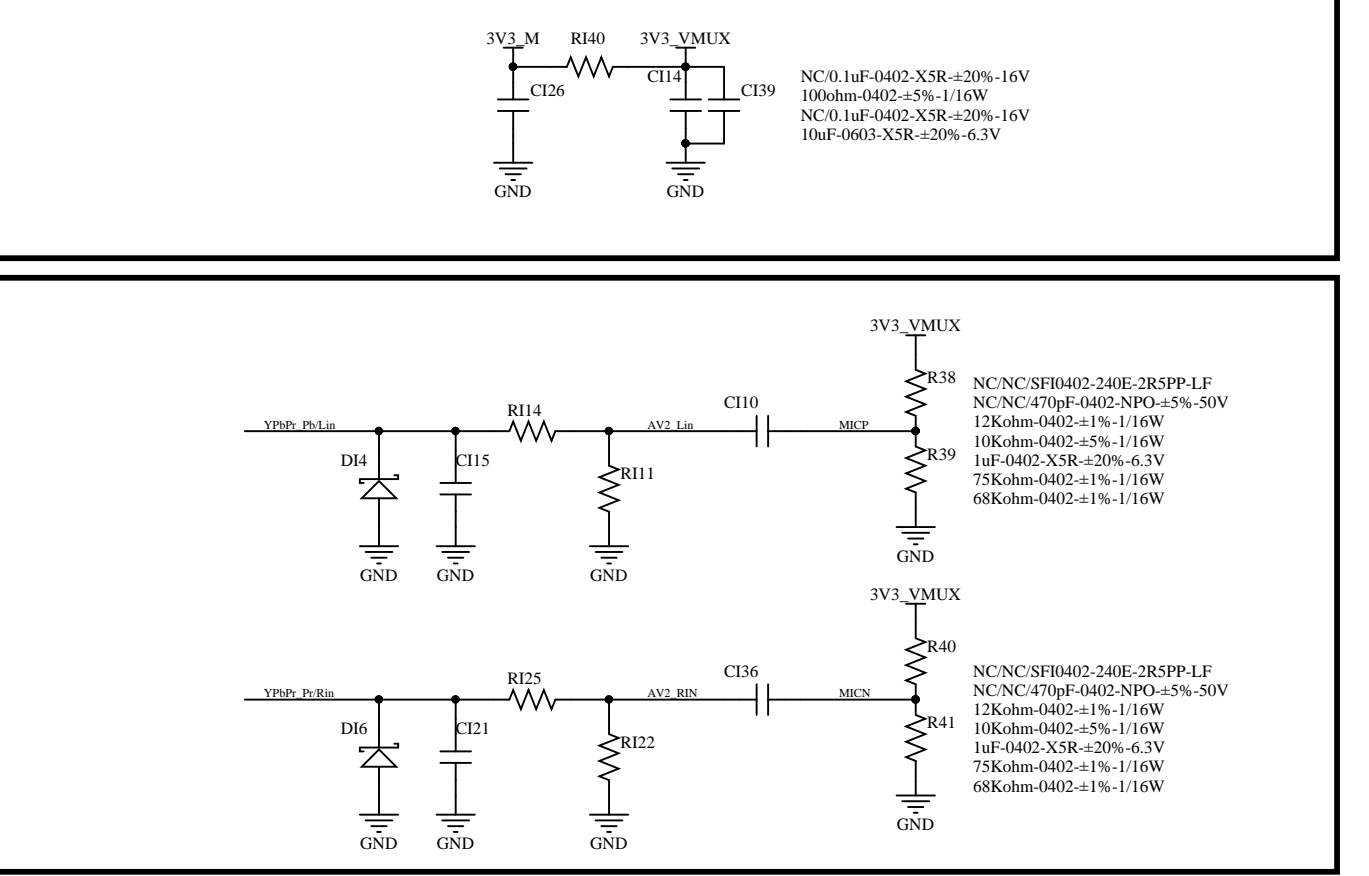 3V3_M RI40 3V3_VMUX
CI26 CI14 CI39
NC/0.1uF-0402-X5R-±20%-16V
100ohm-0402-±5%-1/16W
NC/0.1uF-0402-X5R-±20%-16V
10uF-0603-X5R-±20%-6.3V
GND GND
3V3_VMUX
R38
CI10
RI14
YPbPr_Pb/Lin AV2_Lin MICP
DI4 CI15 RI11 R39
NC/NC/SFI0402-240E-2R5PP-LF
NC/NC/470pF-0402-NPO-±5%-50V
12Kohm-0402-±1%-1/16W
10Kohm-0402-±5%-1/16W
1uF-0402-X5R-±20%-6.3V
75Kohm-0402-±1%-1/16W
68Kohm-0402-±1%-1/16W
GND
GND GND GND
3V3_VMUX
R40
CI36
RI25
YPbPr_Pr/Rin AV2_RIN MICN
DI6 CI21 RI22 R41
NC/NC/SFI0402-240E-2R5PP-LF
NC/NC/470pF-0402-NPO-±5%-50V
12Kohm-0402-±1%-1/16W
10Kohm-0402-±5%-1/16W
1uF-0402-X5R-±20%-6.3V
75Kohm-0402-±1%-1/16W
68Kohm-0402-±1%-1/16W
GND
GND GND GND